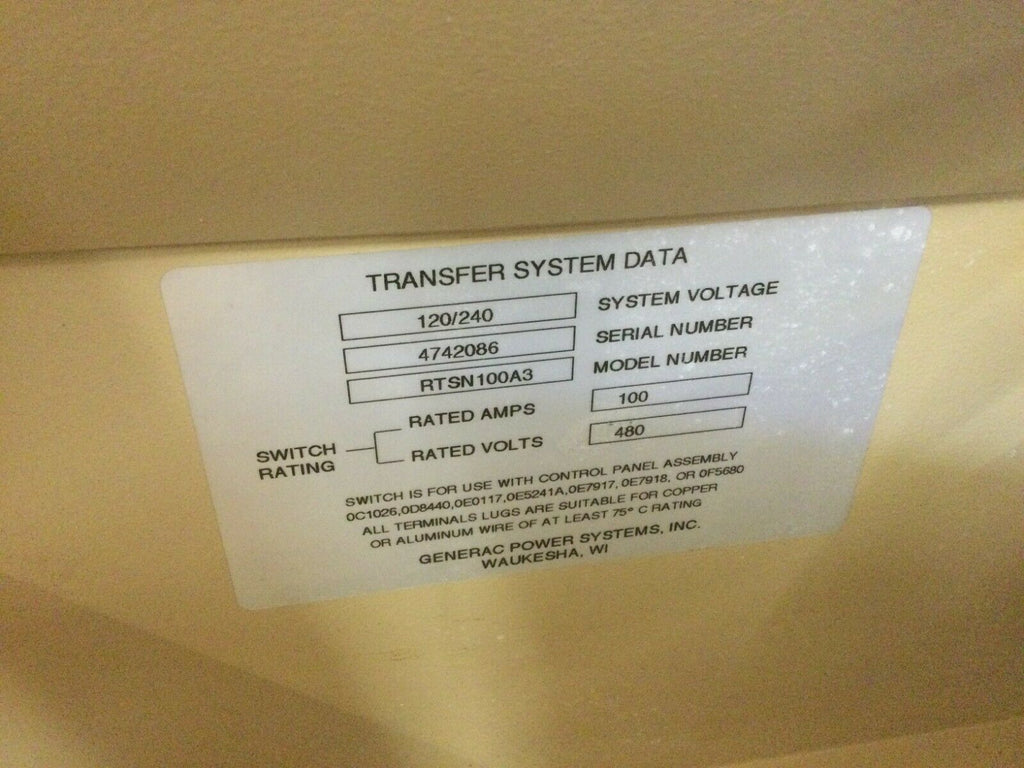 TRANSFER SYSTEM DATA
120/240 SYSTEM VOLTAGE
4742086 SERIAL NUMBER
RTSN100A3 MODEL NUMBER
SWITCH RATING
RATED AMPS 100
RATED VOLTS 480
SWITCH IS FOR USE WITH CONTROL PANEL ASSEMBLY
0C1026,0D8440,0E0117,0E5241A,0E7917, 0E7918, OR 0F5680
ALL TERMINALS LUGS ARE SUITABLE FOR COPPER
OR ALUMINUM WIRE OF AT LEAST 75° C RATING
GENERAC POWER SYSTEMS, INC.
WAUKESHA, WI